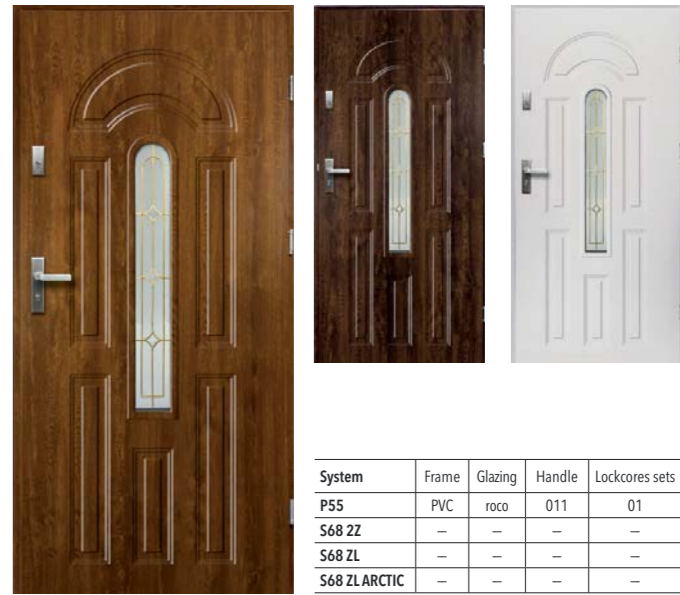 System Frame Glazing Handle Lockcores sets
P55 PVC roco 011 01
S68 2Z – – – –
S68 ZL – – – –
S68 ZL ARCTIC – – – –